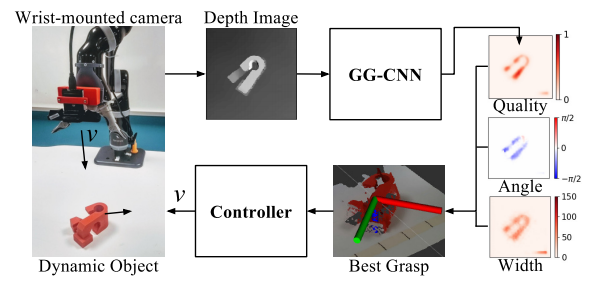 Wrist-mounted camera
Depth Image
GG-CNN
1
0
Quality
π/2
0
−π/2
Angle
150
100
50
0
Width
v
v
Controller
Dynamic Object
Best Grasp